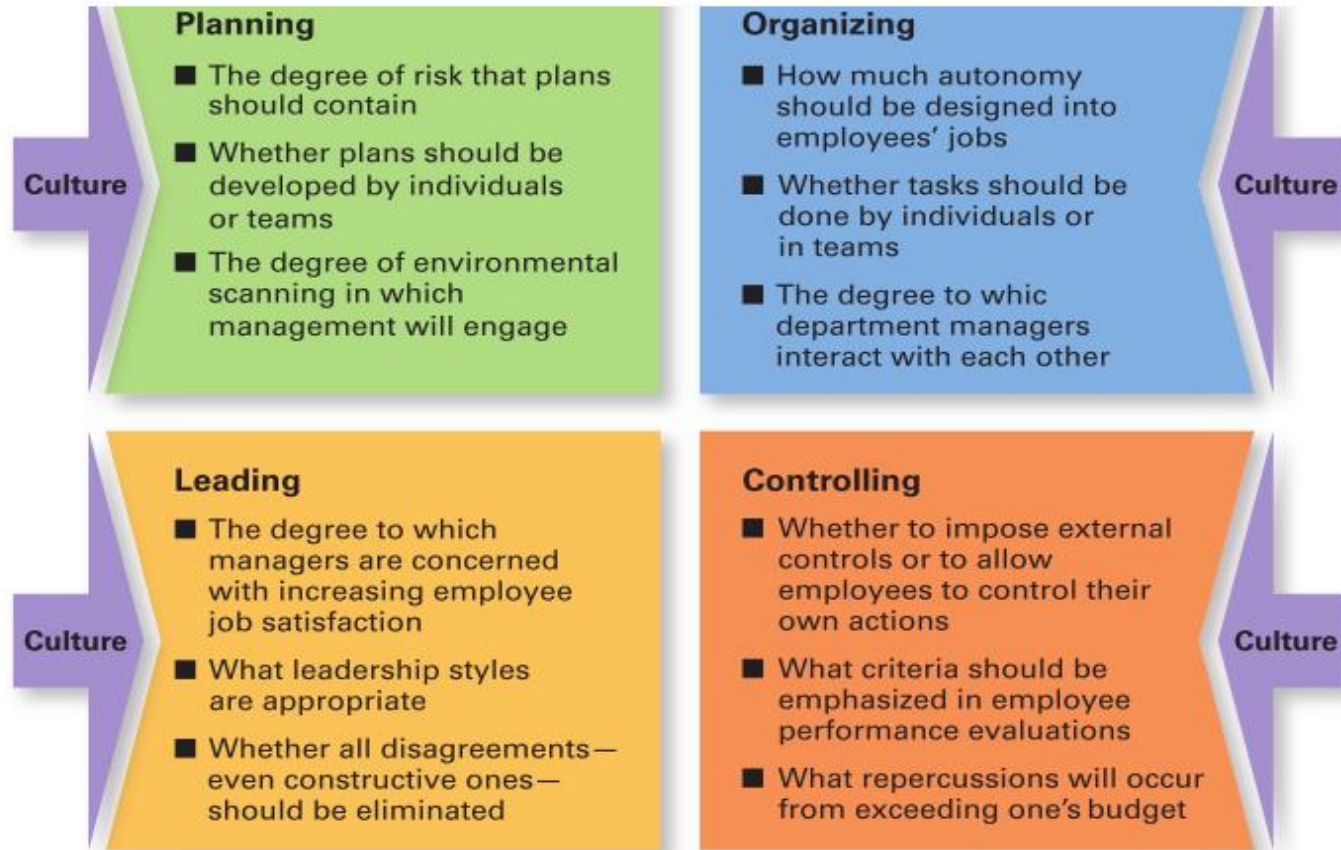 Planning
■ The degree of risk that plans
should contain
■ Whether plans should be
developed by individuals
or teams
■ The degree of environmental
scanning in which
management will engage
Culture
Organizing
■ How much autonomy
should be designed into
employees’ jobs
■ Whether tasks should be
done by individuals or
in teams
■ The degree to whic
department managers
interact with each other
Culture
Leading
■ The degree to which
managers are concerned
with increasing employee
job satisfaction
■ What leadership styles
are appropriate
■ Whether all disagreements—
even constructive ones—
should be eliminated
Culture
Controlling
■ Whether to impose external
controls or to allow
employees to control their
own actions
■ What criteria should be
emphasized in employee
performance evaluations
■ What repercussions will occur
from exceeding one’s budget
Culture